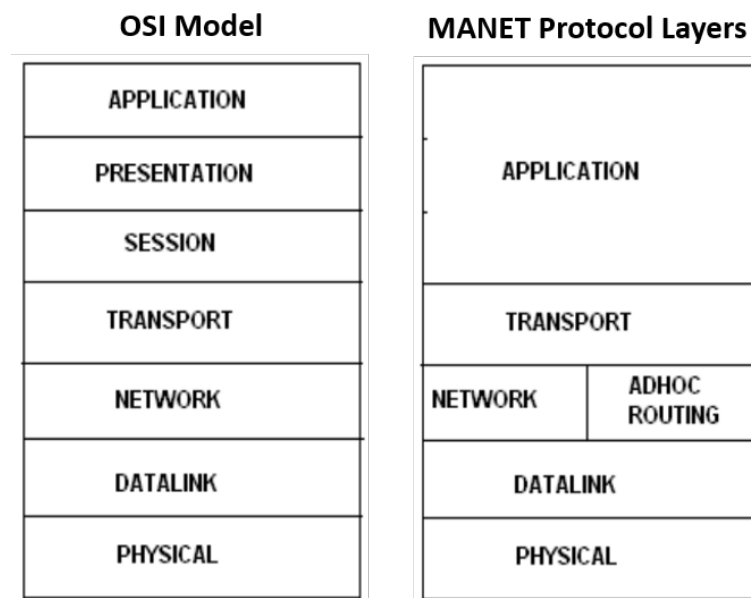 OSI Model
APPLICATION
PRESENTATION
SESSION
TRANSPORT
NETWORK
DATALINK
PHYSICAL
MANET Protocol Layers
APPLICATION
TRANSPORT
NETWORK
ADHOC
ROUTING
DATALINK
PHYSICAL